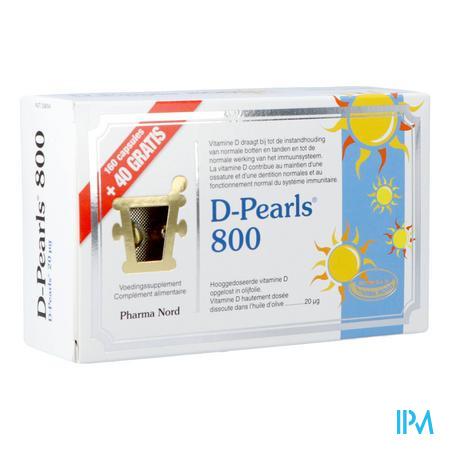 160 capsules
+ 40 GRATIS
D-Pearls® 800
D-Pearls® 20 µg
Vitamine D draagt bij tot de instandhouding
van normale botten en tanden en tot de
normale werking van het immuunsysteem.
La vitamine D contribue au maintien d'une
ossature et d'une dentition normales et au
fonctionnement normal du système immunitaire.
D-Pearls®
800
Voedingssupplement
Complément alimentaire
Pharma Nord
Hooggedoseerde vitamine D
opgelost in olijfolie.
Vitamine D hautement dosée
dissoute dans l'huile d'olive ..........20 µg
IPM